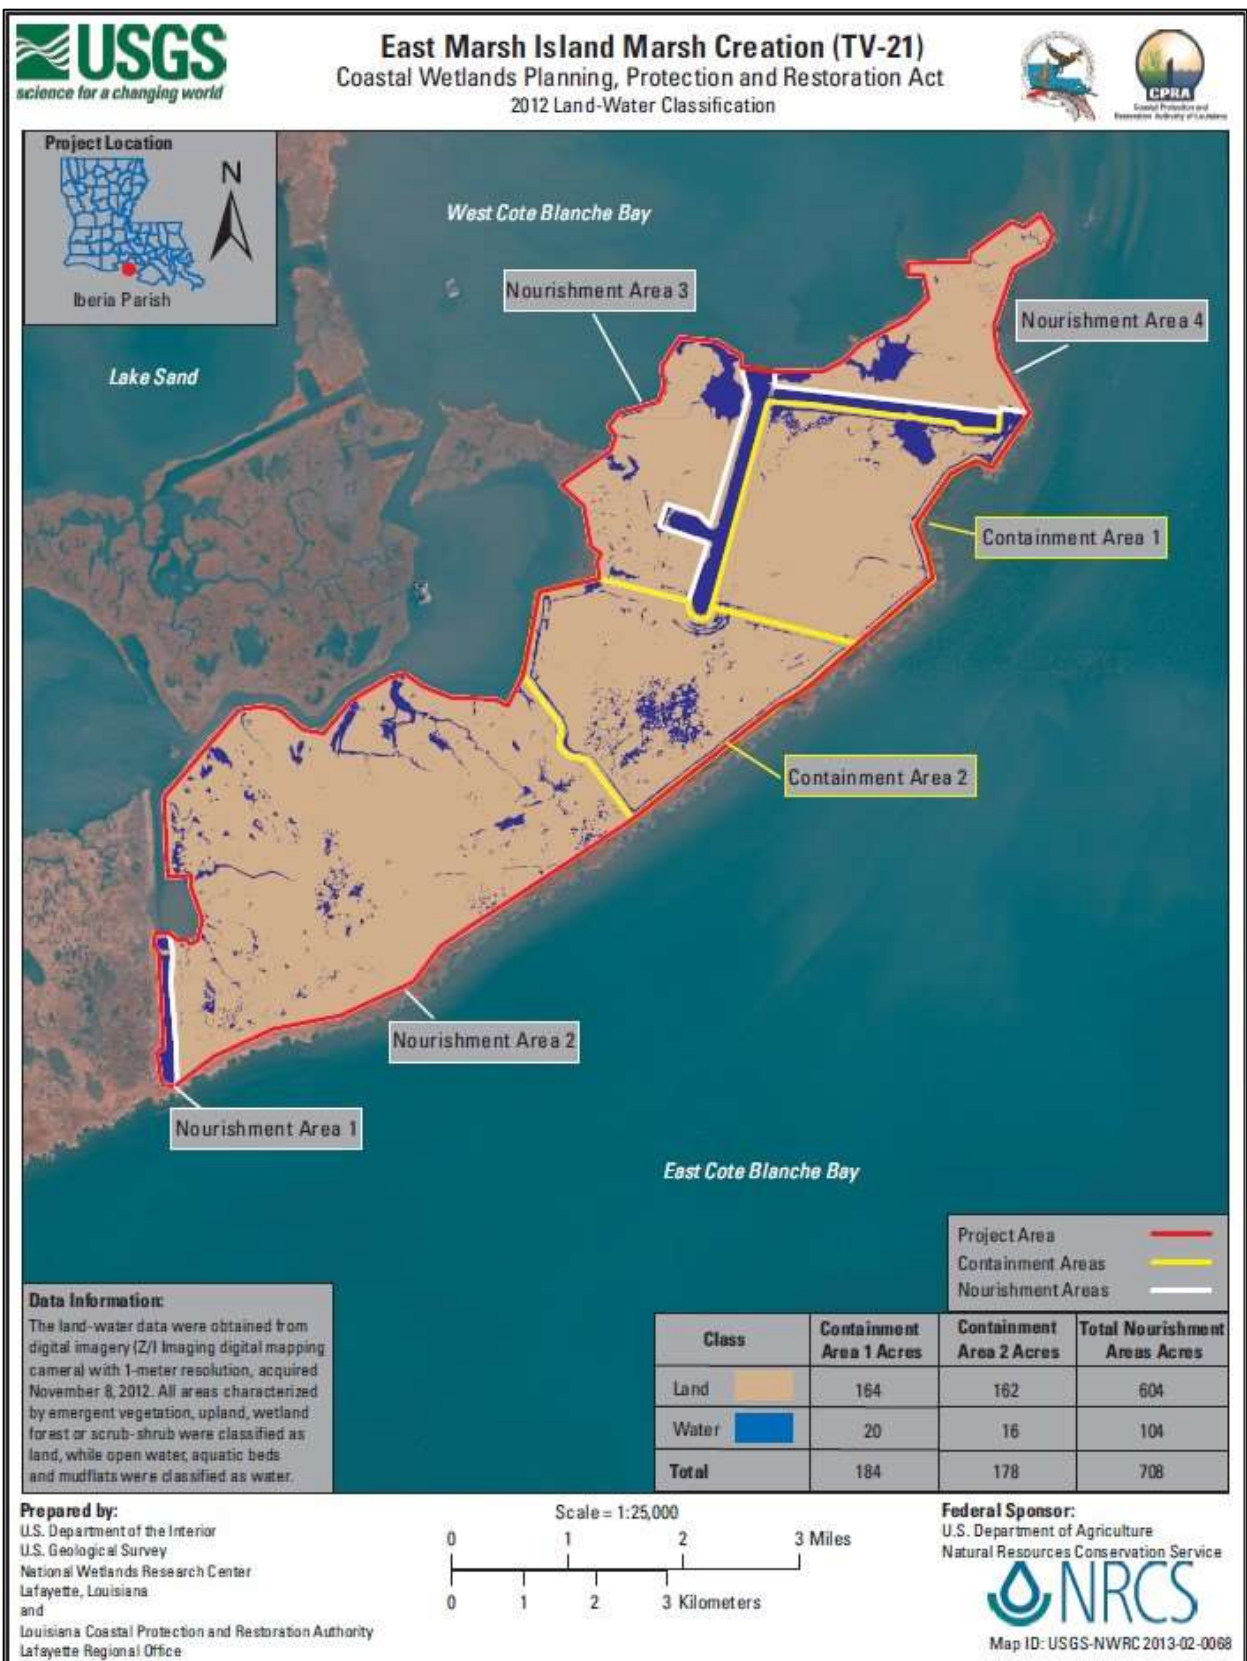 USGS
science for a changing world
East Marsh Island Marsh Creation (TV-21)
Coastal Wetlands Planning, Protection and Restoration Act
2012 Land-Water Classification
CPRA
Coastal Protection and
Restoration Authority of Louisiana
Project Location
N
Iberia Parish
West Cote Blanche Bay
Nourishment Area 3
Nourishment Area 4
Lake Sand
Containment Area 1
Containment Area 2
Nourishment Area 2
Nourishment Area 1
East Cote Blanche Bay
Project Area
Containment Areas
Nourishment Areas
Data Information:
The land-water data were obtained from
digital imagery (Z/I Imaging digital mapping
camera) with 1-meter resolution, acquired
November 8, 2012. All areas characterized
by emergent vegetation, upland, wetland
forest or scrub-shrub were classified as
land, while open water, aquatic beds
and mudflats were classified as water.
Class Containment Area 1 Acres Containment Area 2 Acres Total Nourishment Areas Acres
Land 164 162 604
Water 20 16 104
Total 184 178 708
Prepared by:
U.S. Department of the Interior
U.S. Geological Survey
National Wetlands Research Center
Lafayette, Louisiana
and
Louisiana Coastal Protection and Restoration Authority
Lafayette Regional Office
Scale = 1:25,000
0 1 2 3 Miles
0 1 2 3 Kilometers
Federal Sponsor:
U.S. Department of Agriculture
Natural Resources Conservation Service
NRCS
Map ID: USGS-NWRC 2013-02-0068